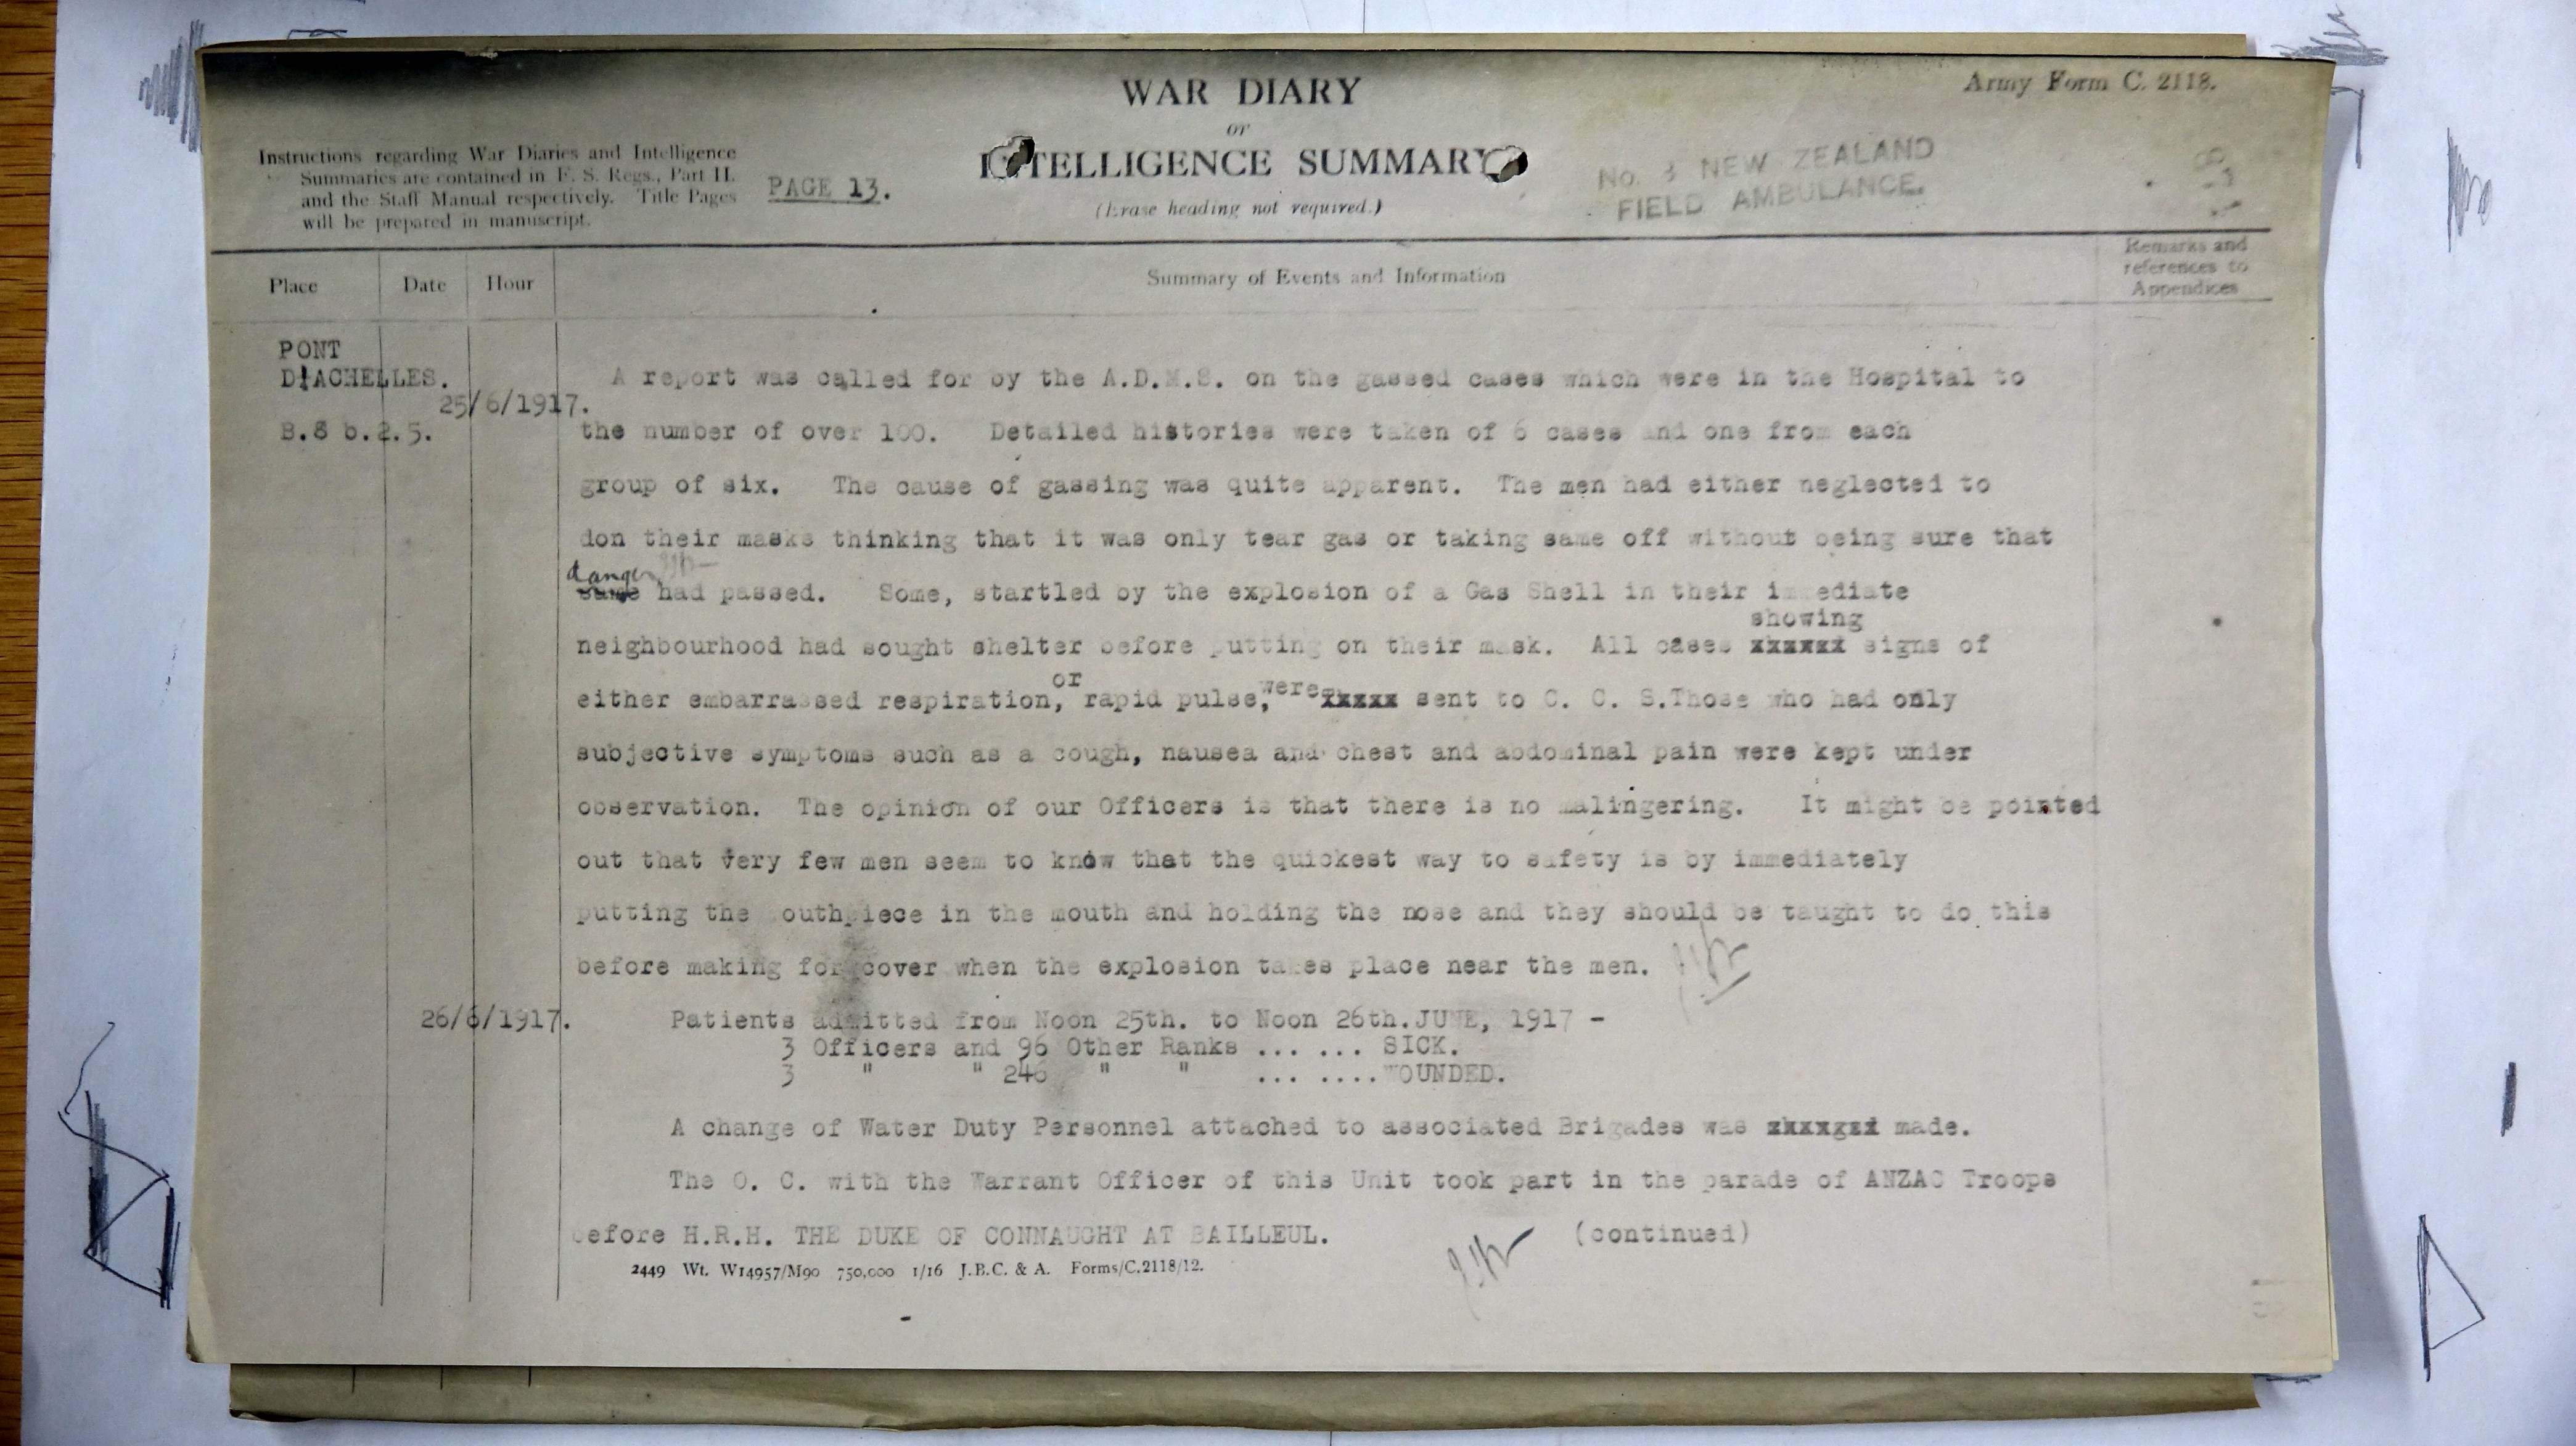 WAR DIARY
or
INTELLIGENCE SUMMARY
(Erase heading not required.)
Army Form C. 2118.
Instructions regarding War Diaries and Intelligence
Summaries are contained in F. S. Regs., Part II.
and the Staff Manual respectively. Title Pages
will be prepared in manuscript.
PAGE 13.
No. 3 NEW ZEALAND
FIELD AMBULANCE.
Place
Date
Hour
Summary of Events and Information
Remarks and
references to
Appendices
PONT
D'ACHELLES.
25/6/1917.
B.8 b.2.5.
A report was called for by the A.D.M.S. on the gassed cases which were in the Hospital to
the number of over 100. Detailed histories were taken of 6 cases and one from each
group of six. The cause of gassing was quite apparent. The men had either neglected to
don their masks thinking that it was only tear gas or taking same off without being sure that
danger
same had passed. Some, startled by the explosion of a Gas Shell in their immediate
showing
neighbourhood had sought shelter before putting on their mask. All cases xxxxxx signs of
either embarrassed respiration, or rapid pulse, were xxxxx sent to C. C. S.Those who had only
subjective symptoms such as a cough, nausea and chest and abdominal pain were kept under
observation. The opinion of our Officers is that there is no malingering. It might be pointed
out that very few men seem to know that the quickest way to safety is by immediately
putting the mouthpiece in the mouth and holding the nose and they should be taught to do this
before making for cover when the explosion takes place near the men.
26/6/1917.
Patients admitted from Noon 25th. to Noon 26th.JUNE, 1917 -
3 Officers and 96 Other Ranks ... ... SICK.
3 " " 246 " " ... ....WOUNDED.
A change of Water Duty Personnel attached to associated Brigades was made.
The O. C. with the Warrant Officer of this Unit took part in the parade of ANZAC Troops
before H.R.H. THE DUKE OF CONNAUGHT AT BAILLEUL.
(continued)
2449 Wt. W14957/M90 750,000 1/16 J.B.C. & A. Forms/C.2118/12.